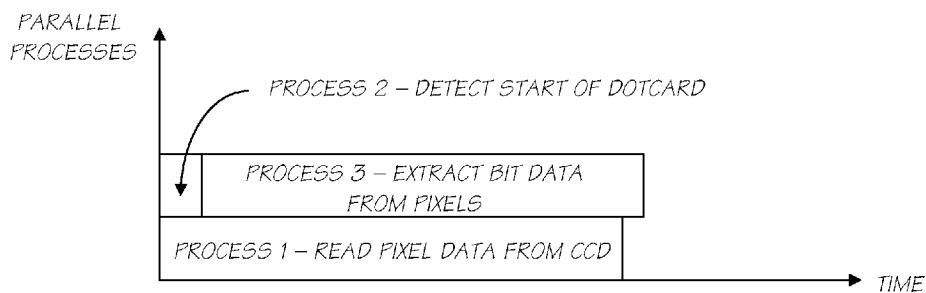 PARALLEL
PROCESSES
PROCESS 2 – DETECT START OF DOTCARD
PROCESS 3 – EXTRACT BIT DATA
FROM PIXELS
PROCESS 1 – READ PIXEL DATA FROM CCD
TIME